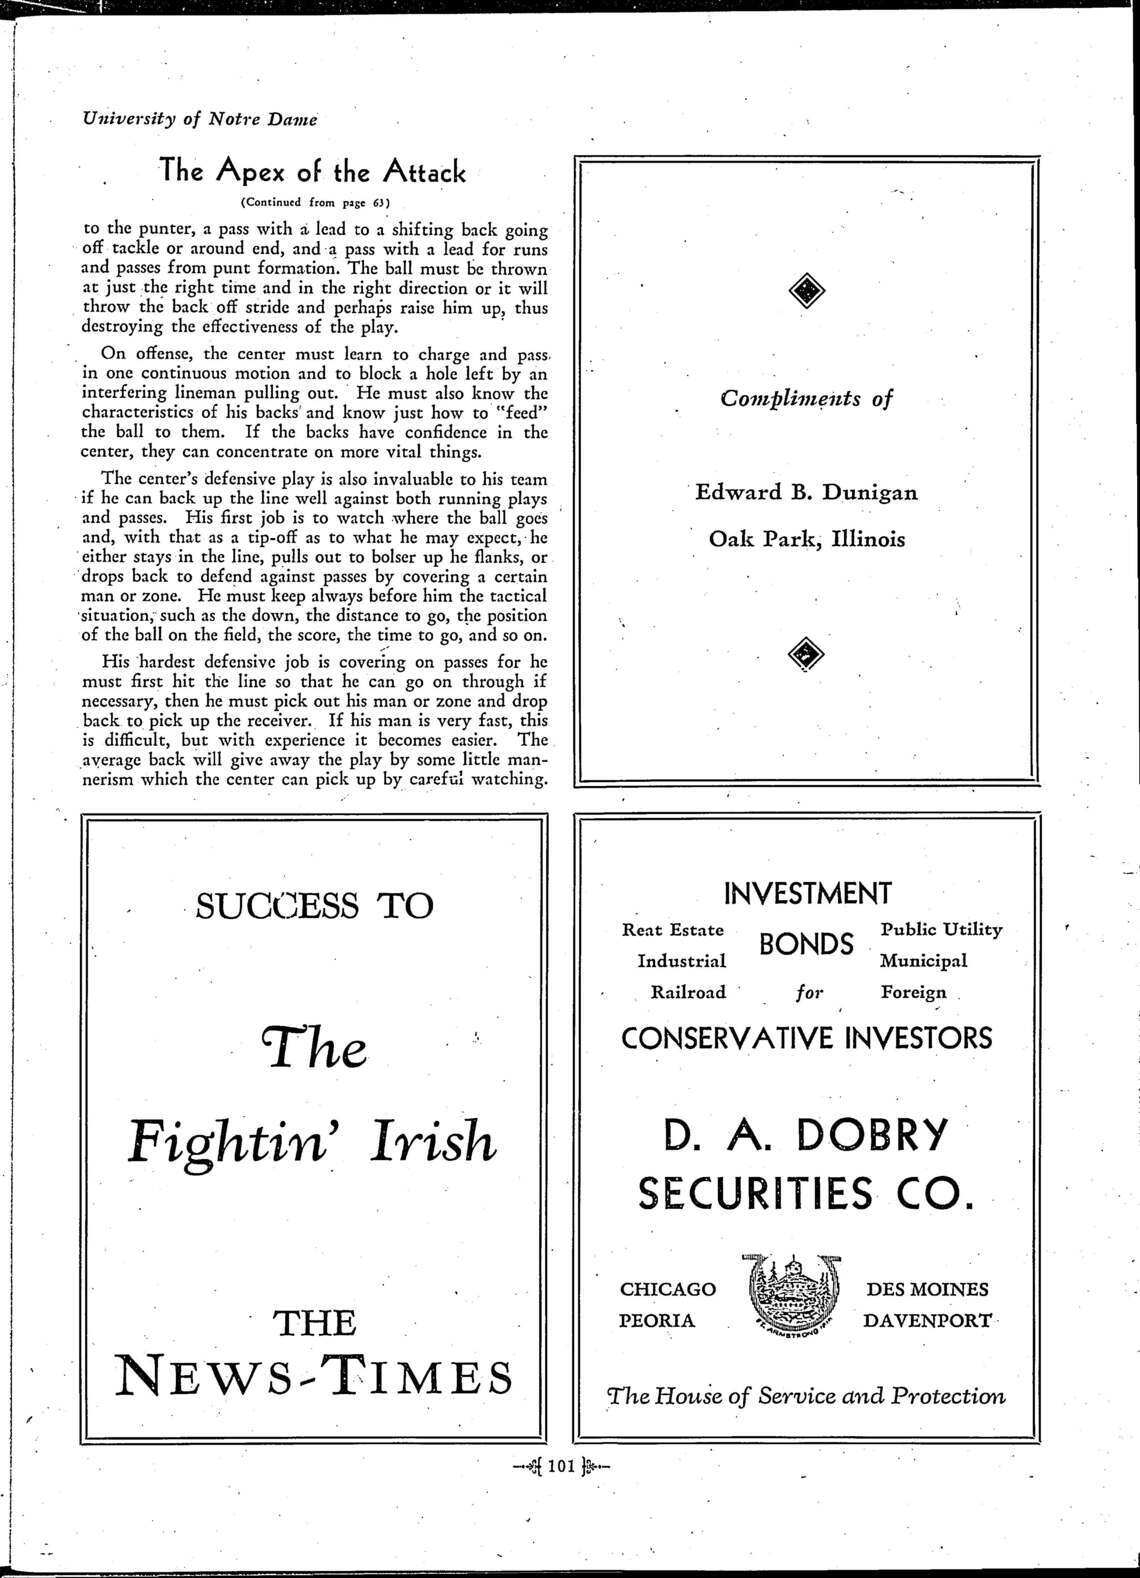 University of Notre Dame
The Apex of the Attack
(Continued from page 63)
to the punter, a pass with a lead to a shifting back going
off tackle or around end, and a pass with a lead for runs
and passes from punt formation. The ball must be thrown
at just the right time and in the right direction or it will
throw the back off stride and perhaps raise him up, thus
destroying the effectiveness of the play.
On offense, the center must learn to charge and pass
in one continuous motion and to block a hole left by an
interfering lineman pulling out. He must also know the
characteristics of his backs and know just how to "feed"
the ball to them. If the backs have confidence in the
center, they can concentrate on more vital things.
The center's defensive play is also invaluable to his team
if he can back up the line well against both running plays
and passes. His first job is to watch where the ball goes
and, with that as a tip-off as to what he may expect, he
either stays in the line, pulls out to bolser up he flanks, or
drops back to defend against passes by covering a certain
man or zone. He must keep always before him the tactical
situation, such as the down, the distance to go, the position
of the ball on the field, the score, the time to go, and so on.
His hardest defensive job is covering on passes for he
must first hit the line so that he can go on through if
necessary, then he must pick out his man or zone and drop
back to pick up the receiver. If his man is very fast, this
is difficult, but with experience it becomes easier. The
average back will give away the play by some little man-
nerism which the center can pick up by careful watching.
Compliments of
Edward B. Dunigan
Oak Park, Illinois
SUCCESS TO
The
Fightin' Irish
THE
NEWS-TIMES
INVESTMENT
Reat Estate BONDS Public Utility
Industrial Municipal
Railroad for Foreign
CONSERVATIVE INVESTORS
D. A. DOBRY
SECURITIES CO.
CHICAGO DES MOINES
PEORIA DAVENPORT
FT. ARMSTRONG 1816
The House of Service and Protection
101